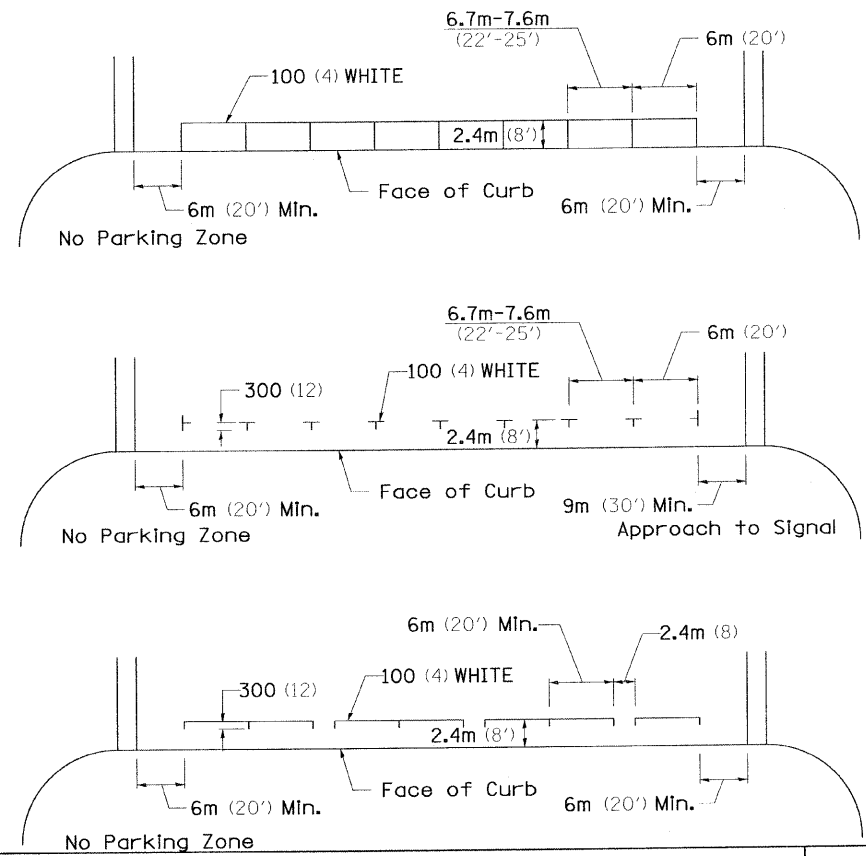 6.7m-7.6m
(22'-25')
6m (20')
100 (4) WHITE
2.4m (8')
Face of Curb
6m (20') Min.
6m (20') Min.
No Parking Zone
6.7m-7.6m
(22'-25')
6m (20')
100 (4) WHITE
300 (12)
2.4m (8')
Face of Curb
6m (20') Min.
9m (30') Min.
No Parking Zone
Approach to Signal
6m (20') Min.
2.4m (8)
100 (4) WHITE
300 (12)
2.4m (8')
Face of Curb
6m (20') Min.
6m (20') Min.
No Parking Zone